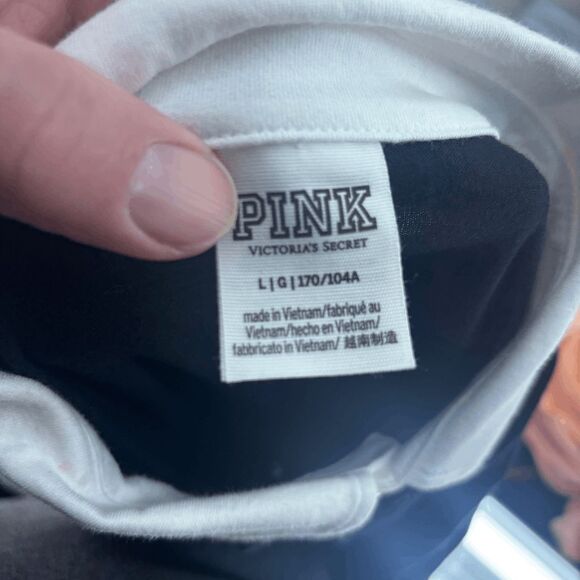 PINK
VICTORIA'S SECRET
L | G | 170/104A
made in Vietnam/fabriqué au
Vietnam/hecho en Vietnam/
fabbricato in Vietnam/ 越南制造